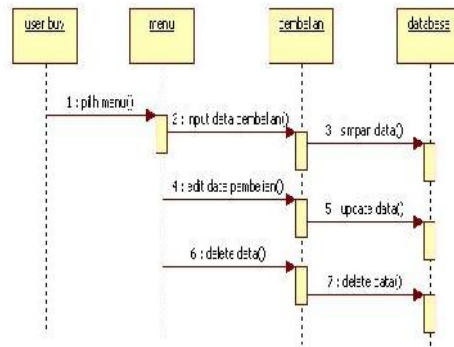 user buy
menu
pembelian
database
1 : pilih menu()
2 : input data pembelian()
3 : simpan data()
4 : edit data pembelian()
5 : update data()
6 : delete data()
7 : delete data()